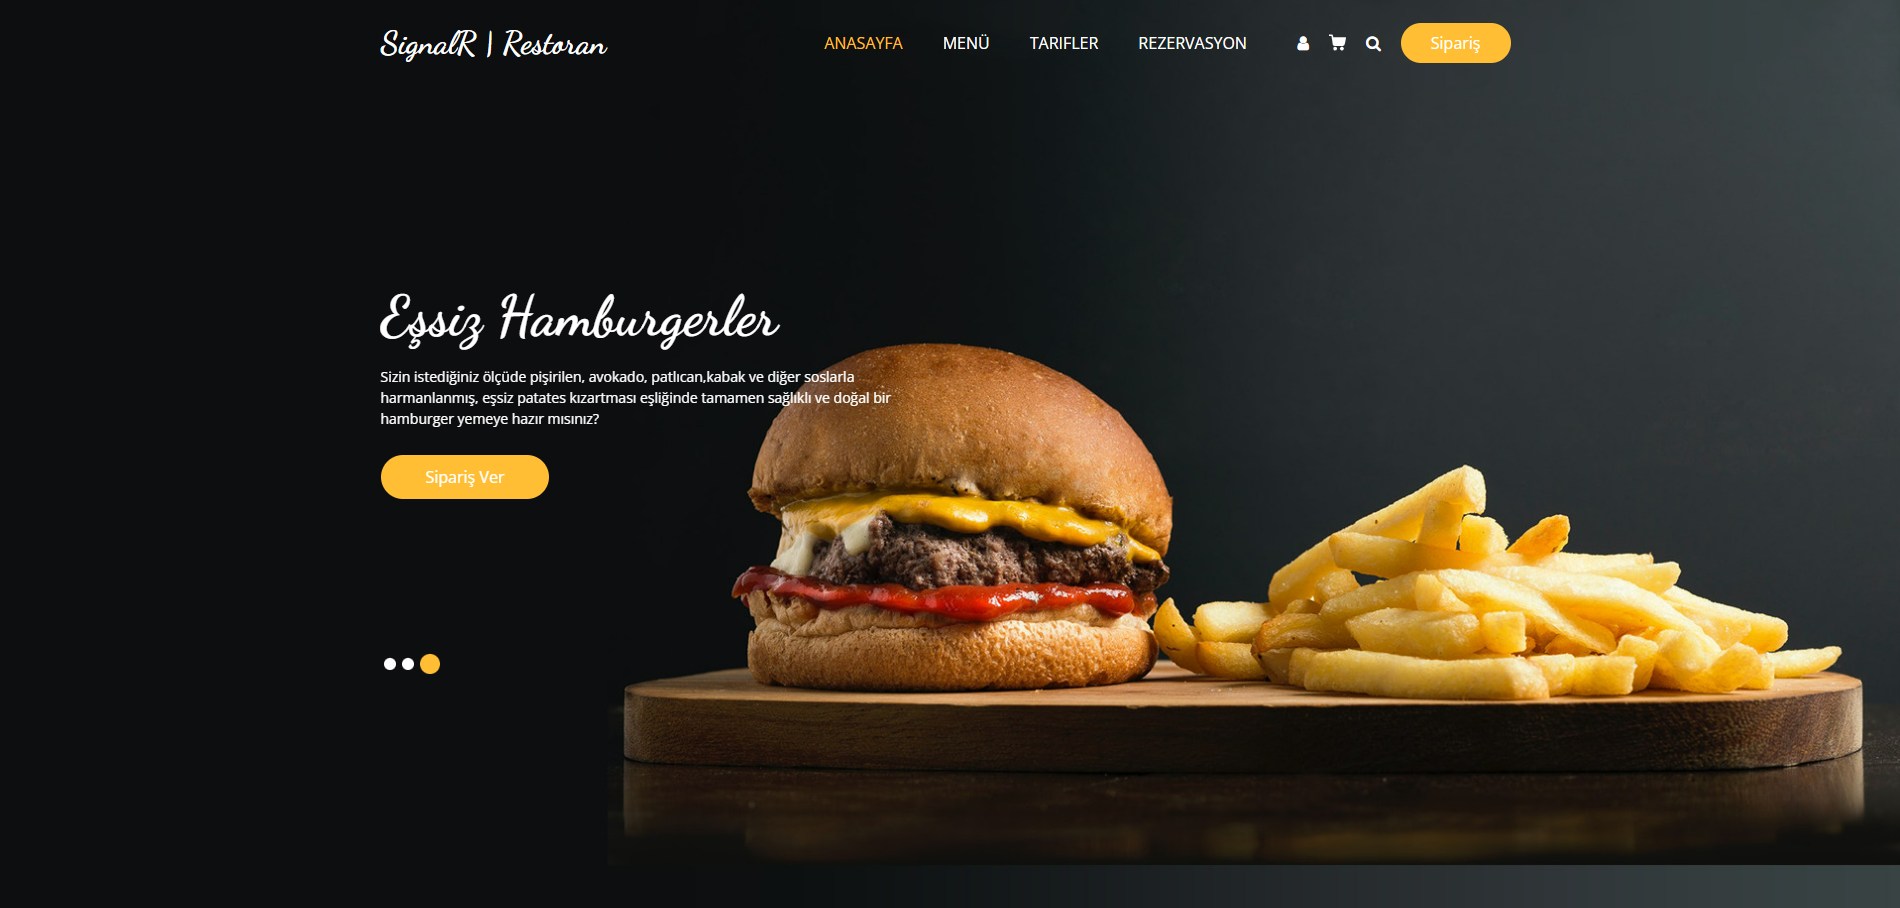 SignalR | Restoran
ANASAYFA MENÜ TARIFLER REZERVASYON Sipariş
Eşsiz Hamburgerler
Sizin istediğiniz ölçüde pişirilen, avokado, patlıcan,kabak ve diğer soslarla
harmanlanmış, eşsiz patates kızartması eşliğinde tamamen sağlıklı ve doğal bir
hamburger yemeye hazır mısınız?
Sipariş Ver